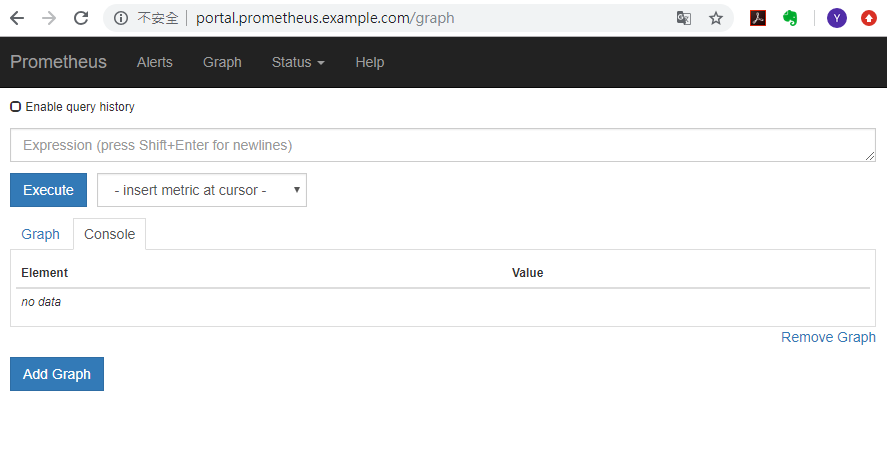 不安全 portal.prometheus.example.com/graph Y
Prometheus Alerts Graph Status Help
Enable query history
Expression (press Shift+Enter for newlines)
Execute - insert metric at cursor -
Graph Console
Element Value
no data
Remove Graph
Add Graph